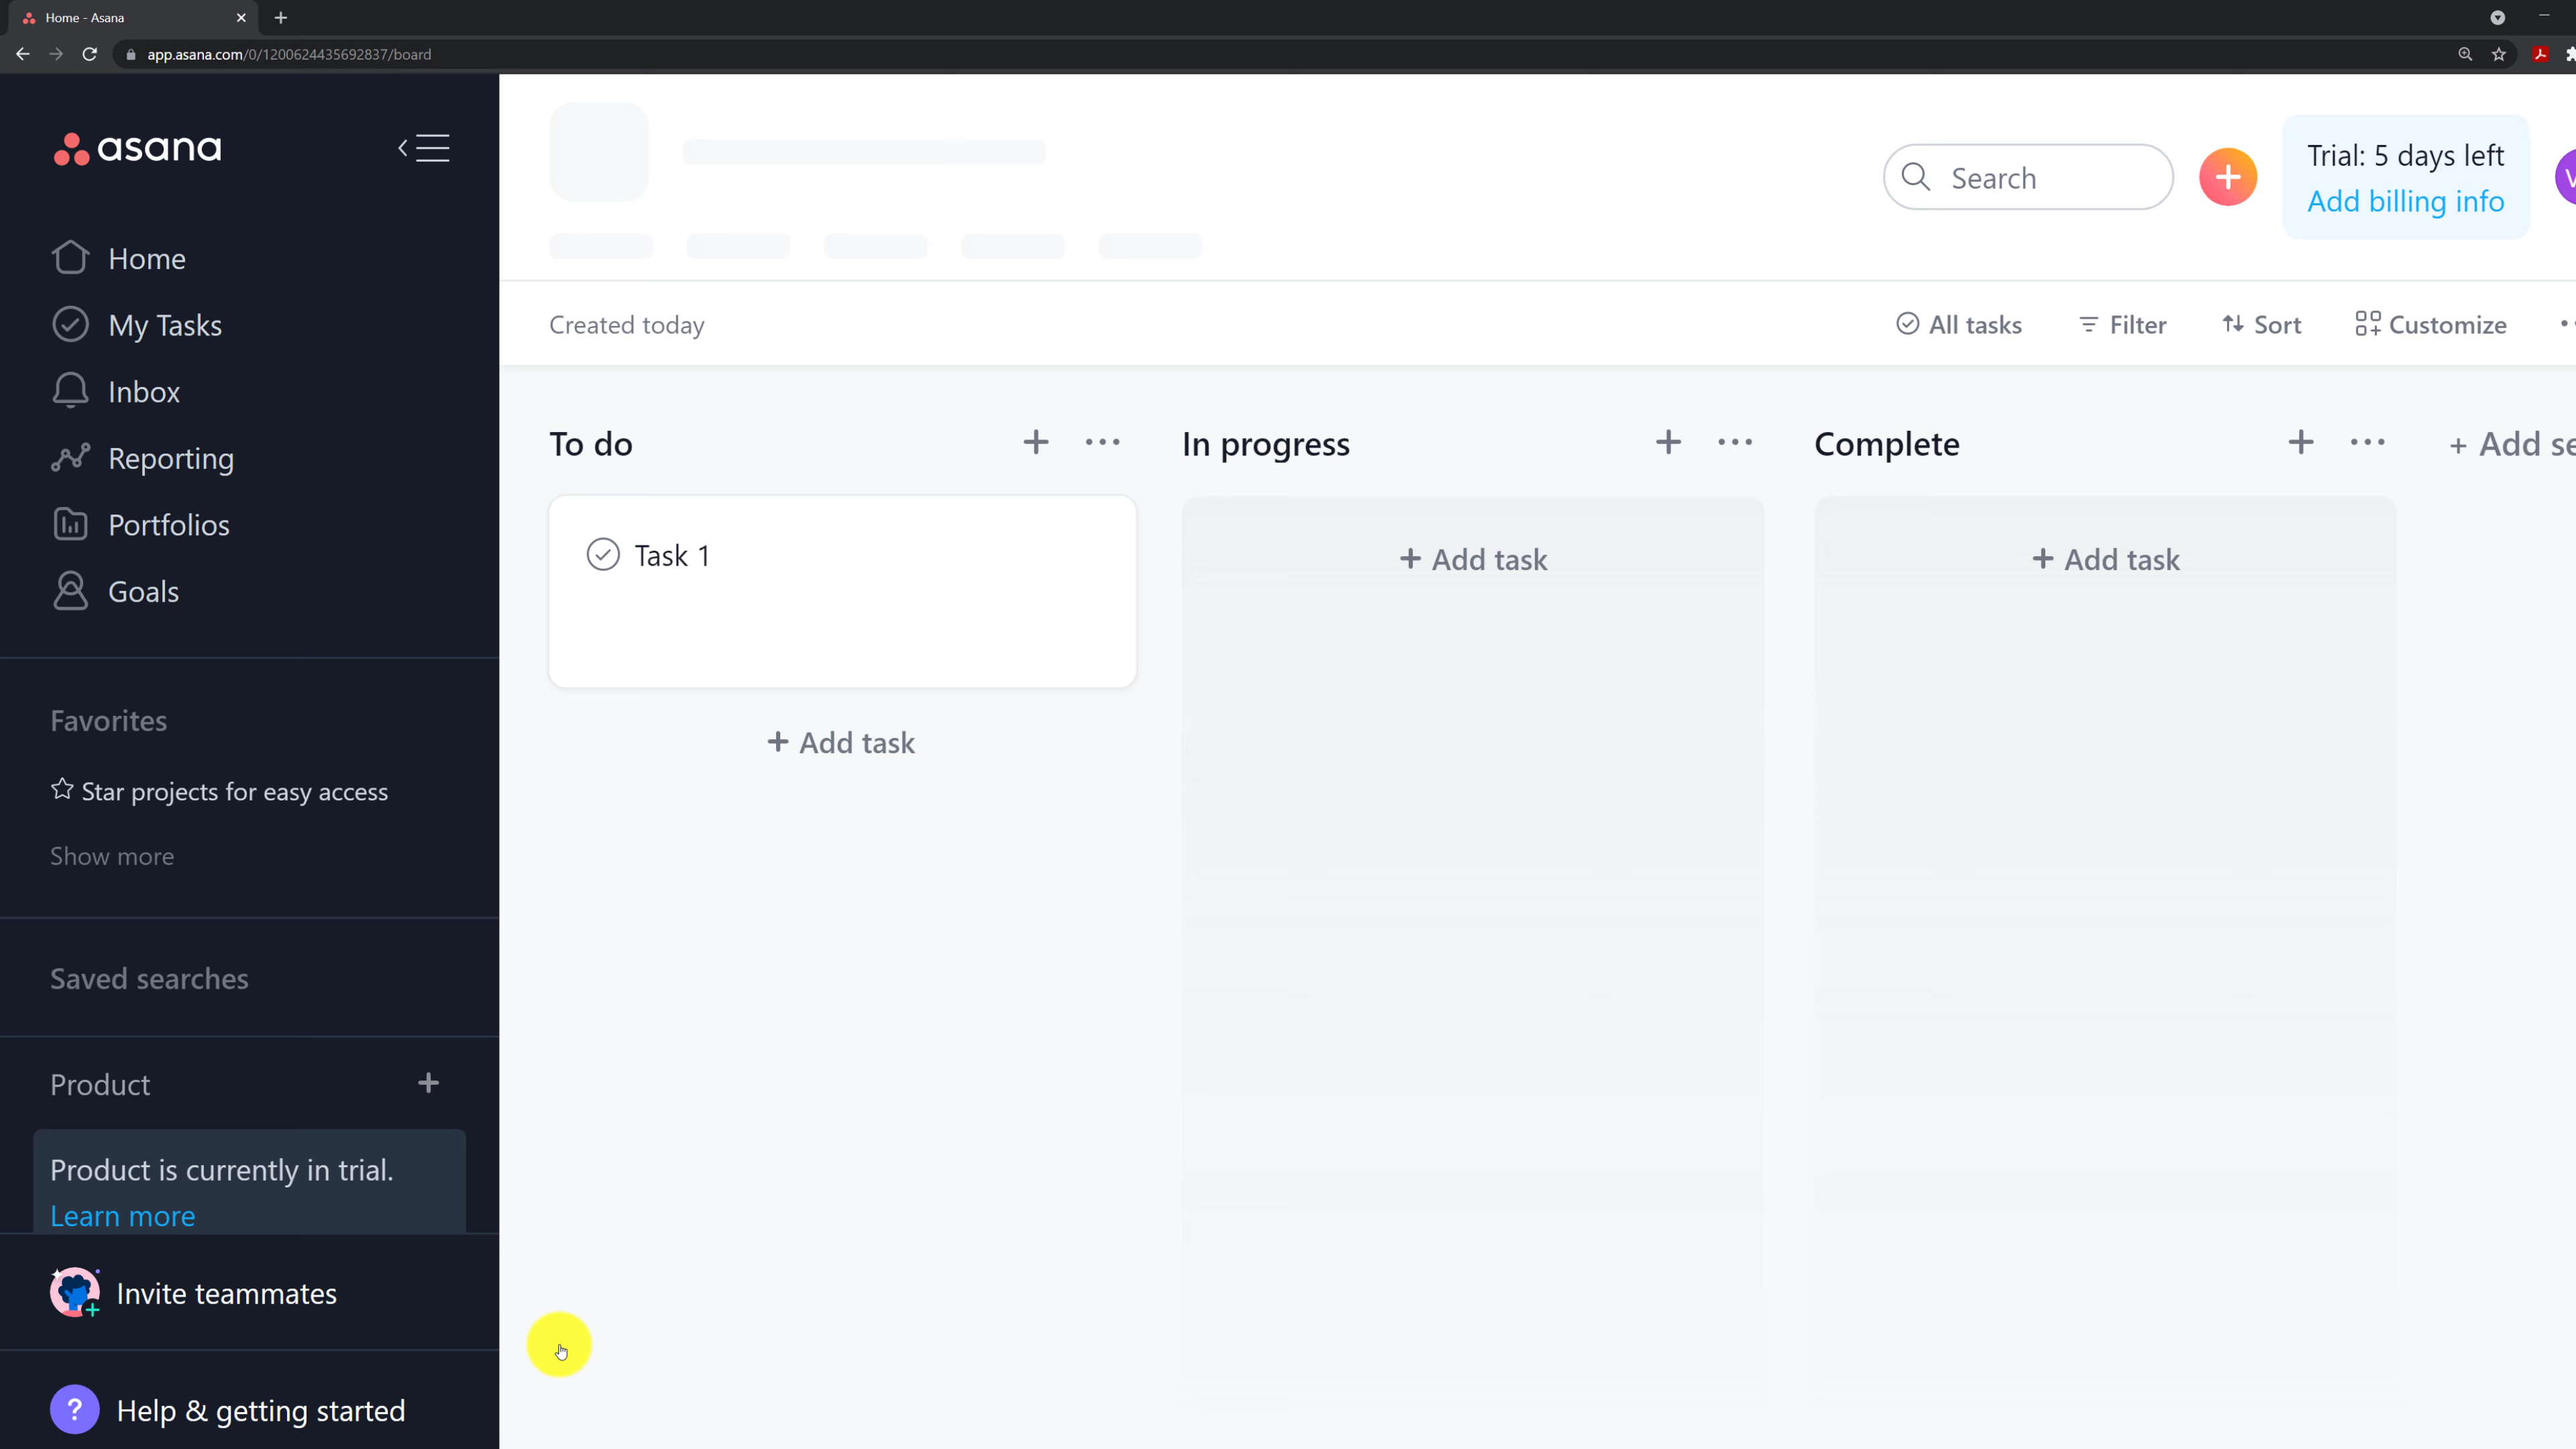 Home - Asana
app.asana.com/0/1200624435692837/board
asana
Home
My Tasks
Inbox
Reporting
Portfolios
Goals
Favorites
Star projects for easy access
Show more
Saved searches
Product
Product is currently in trial.
Learn more
Invite teammates
? Help & getting started
Search
Trial: 5 days left
Add billing info
Created today
All tasks
Filter
Sort
Customize
To do
In progress
Complete
+ Add
Task 1
+ Add task
+ Add task
+ Add task